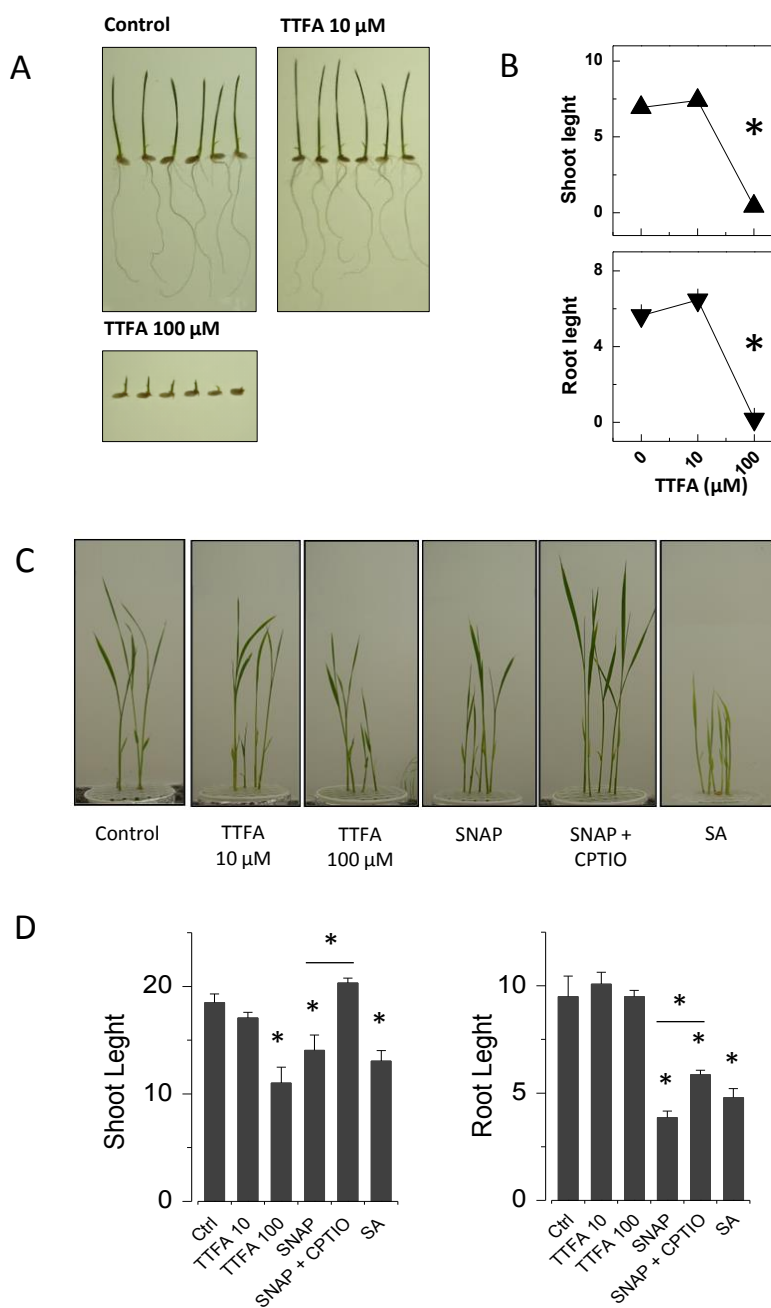 Control
TTFA 10 µM
A
B
TTFA 100 µM
10
5
0
Shoot leght
*
8
4
0
Root leght
*
0
10
100
TTFA (µM)
C
Control
TTFA
10 µM
TTFA
100 µM
SNAP
SNAP +
CPTIO
SA
D
20
10
0
Shoot Leght
*
*
*
*
Ctrl
TTFA 10
TTFA 100
SNAP
SNAP + CPTIO
SA
10
5
0
Root Leght
*
*
*
*
Ctrl
TTFA 10
TTFA 100
SNAP
SNAP + CPTIO
SA